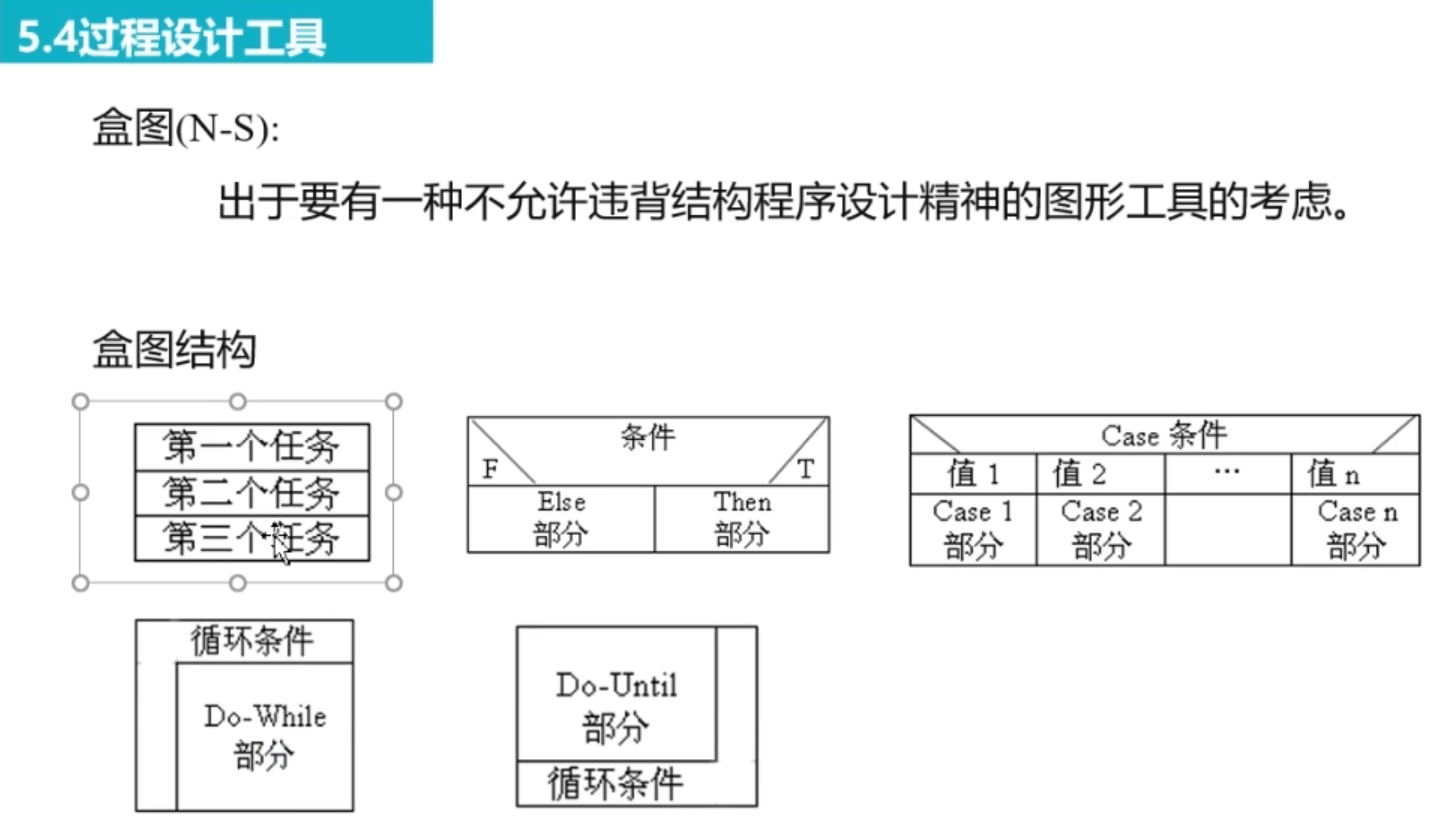 5.4过程设计工具
盒图(N-S):
出于要有一种不允许违背结构程序设计精神的图形工具的考虑。
盒图结构
第一个任务
第二个任务
第三个任务
条件
F
T
Else
部分
Then
部分
Case 条件
值 1
值 2
…
值 n
Case 1
部分
Case 2
部分
Case n
部分
循环条件
Do-While
部分
Do-Until
部分
循环条件